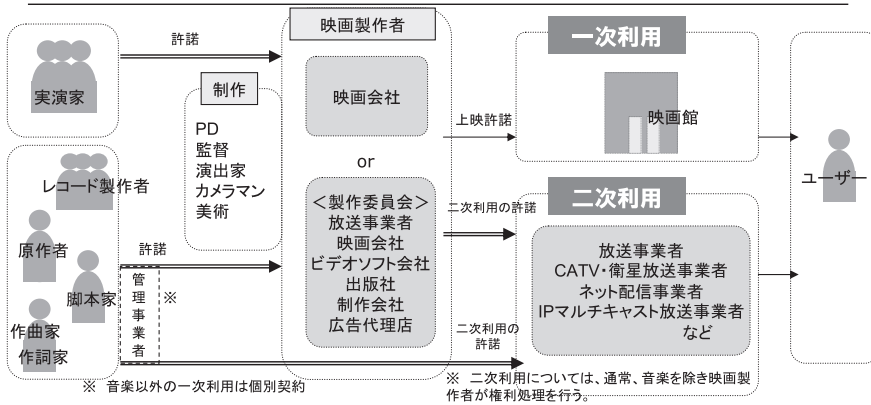 実演家
許諾
映画製作者
映画会社
or
<製作委員会>
放送事業者
映画会社
ビデオソフト会社
出版社
制作会社
広告代理店
制作
PD
監督
演出家
カメラマン
美術
レコード製作者
原作者
脚本家
作曲家
作詞家
許諾
管理事業者
※
※ 音楽以外の一次利用は個別契約
上映許諾
一次利用
映画館
二次利用の許諾
二次利用
放送事業者
CATV・衛星放送事業者
ネット配信事業者
IPマルチキャスト放送事業者
など
二次利用の
許諾
※ 二次利用については、通常、音楽を除き映画製
作者が権利処理を行う。
ユーザー